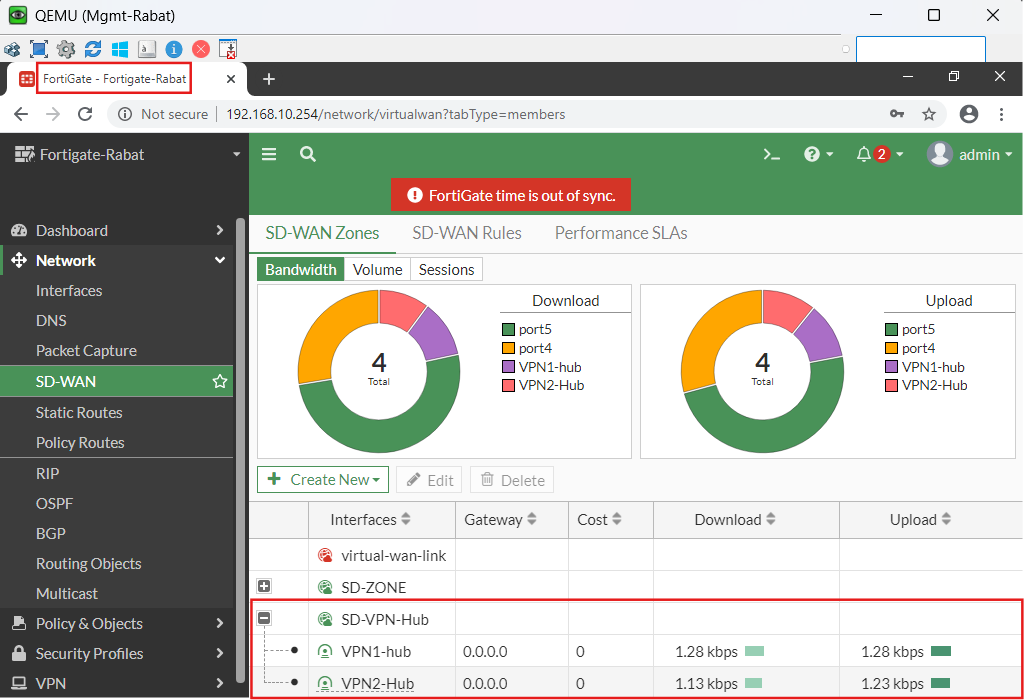 QEMU (Mgmt-Rabat)
FortiGate - Fortigate-Rabat
Not secure | 192.168.10.254/network/virtualwan?tabType=members
Fortigate-Rabat
>_
2
admin
FortiGate time is out of sync.
Dashboard
Network
Interfaces
DNS
Packet Capture
SD-WAN
Static Routes
Policy Routes
RIP
OSPF
BGP
Routing Objects
Multicast
Policy & Objects
Security Profiles
VPN
SD-WAN Zones SD-WAN Rules Performance SLAs
Bandwidth Volume Sessions
4
Total
Download
port5
port4
VPN1-hub
VPN2-Hub
4
Total
Upload
port5
port4
VPN1-hub
VPN2-Hub
+ Create New Edit Delete
Interfaces Gateway Cost Download Upload
virtual-wan-link
SD-ZONE
SD-VPN-Hub
VPN1-hub 0.0.0.0 0 1.28 kbps 1.28 kbps
VPN2-Hub 0.0.0.0 0 1.13 kbps 1.23 kbps